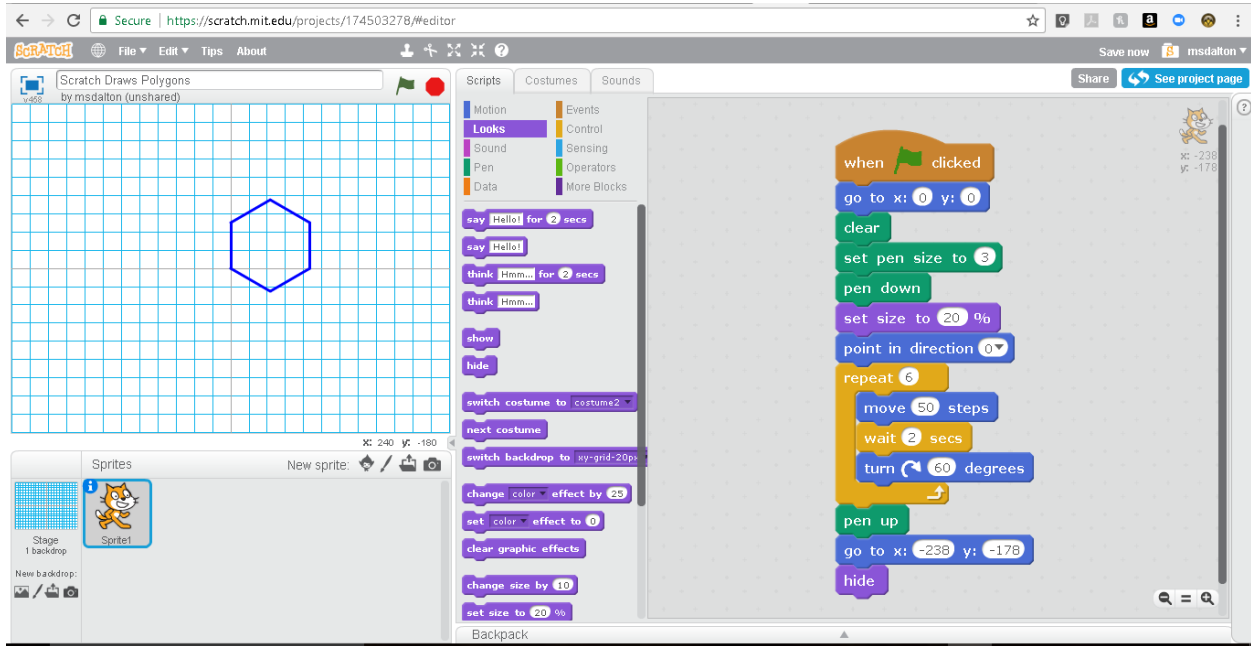 Secure | https://scratch.mit.edu/projects/174503278/#editor
SCRATCH File Edit Tips About Save now msdalton
Scratch Draws Polygons
v458 by msdalton (unshared)
Scripts Costumes Sounds
Share See project page
Motion Events
Looks Control
Sound Sensing
Pen Operators
Data More Blocks
say Hello! for 2 secs
say Hello!
think Hmm... for 2 secs
think Hmm...
show
hide
switch costume to costume2
next costume
switch backdrop to xy-grid-20px
change color effect by 25
set color effect to 0
clear graphic effects
change size by 10
set size to 20 %
when clicked
go to x: 0 y: 0
clear
set pen size to 3
pen down
set size to 20 %
point in direction 0
repeat 6
move 50 steps
wait 2 secs
turn 60 degrees
pen up
go to x: -238 y: -178
hide
x: -238
y: -178
x: 240 y: -180
Sprites New sprite:
Stage
1 backdrop
Sprite1
New backdrop:
Backpack